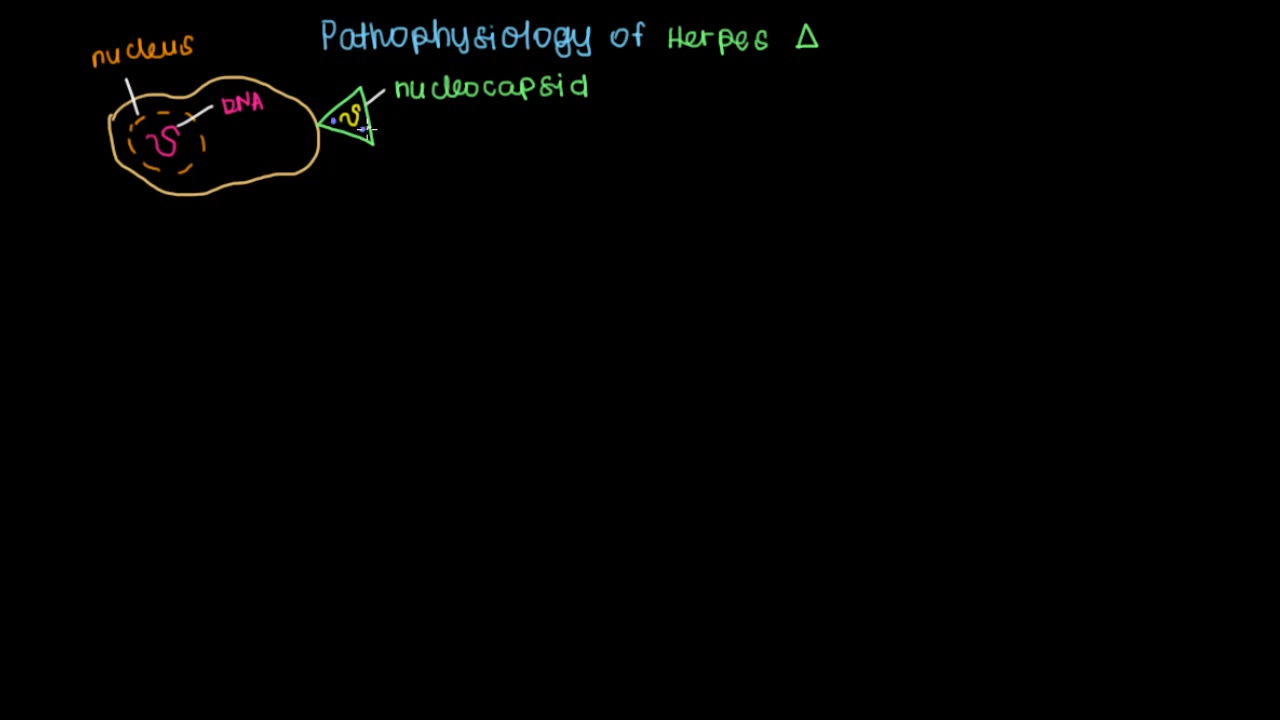 Pathophysiology of Herpes Δ
nucleus
nucleocapsid
DNA